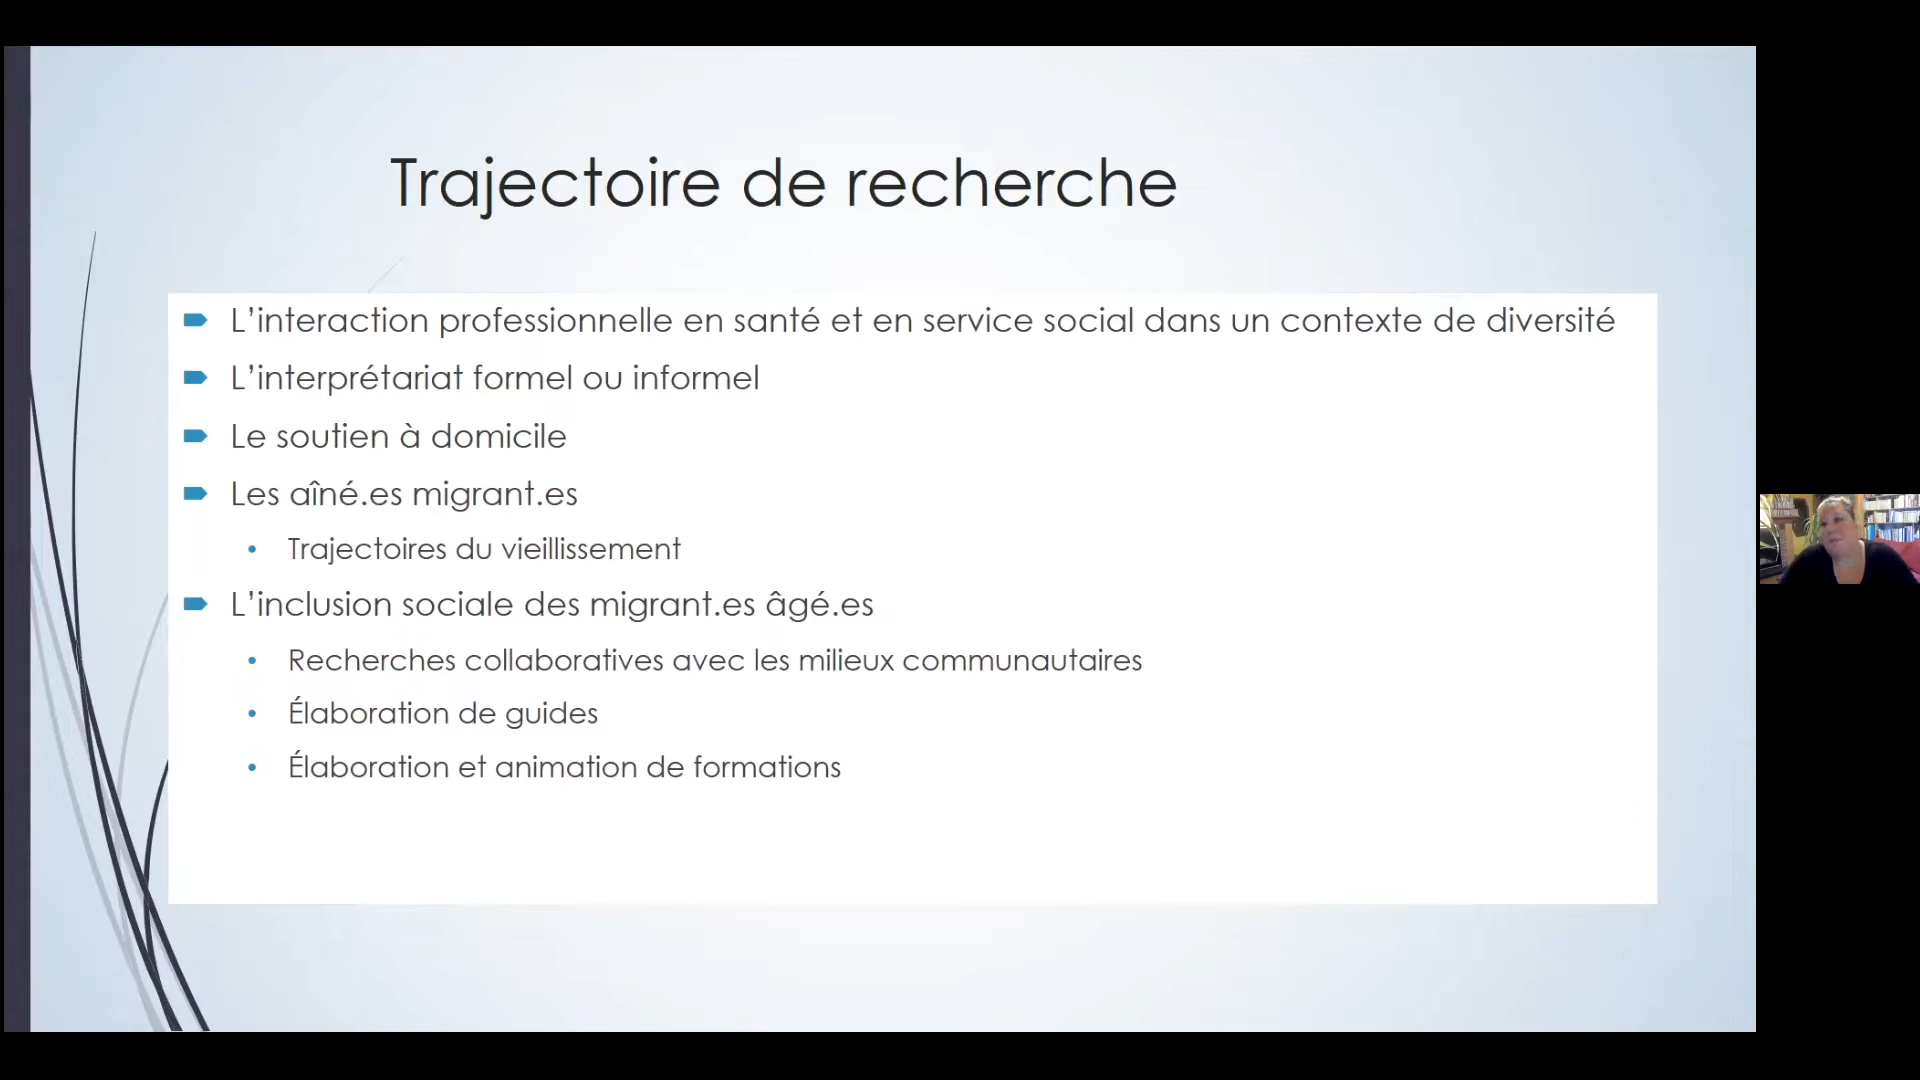 Trajectoire de recherche
L’interaction professionnelle en santé et en service social dans un contexte de diversité
L’interprétariat formel ou informel
Le soutien à domicile
Les aîné.es migrant.es
Trajectoires du vieillissement
L’inclusion sociale des migrant.es âgé.es
Recherches collaboratives avec les milieux communautaires
Élaboration de guides
Élaboration et animation de formations